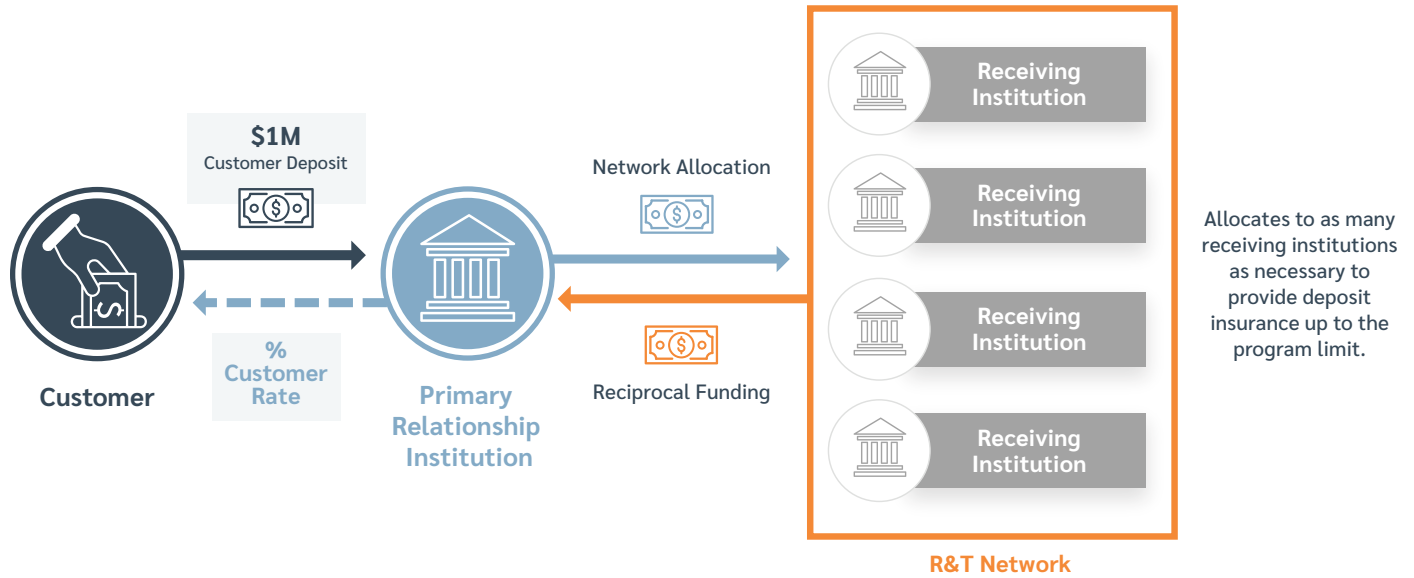 $1M
Customer Deposit
Customer
%
Customer
Rate
Primary
Relationship
Institution
Network Allocation
Reciprocal Funding
Receiving
Institution
Receiving
Institution
Receiving
Institution
Receiving
Institution
R&T Network
Allocates to as many
receiving institutions
as necessary to
provide deposit
insurance up to the
program limit.